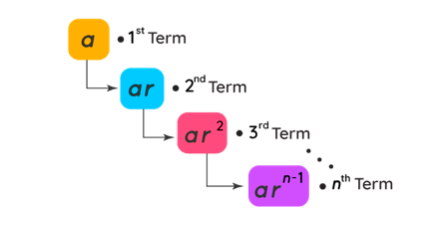 a • 1st Term
ar • 2nd Term
ar² • 3rd Term
arⁿ⁻¹ • nth Term